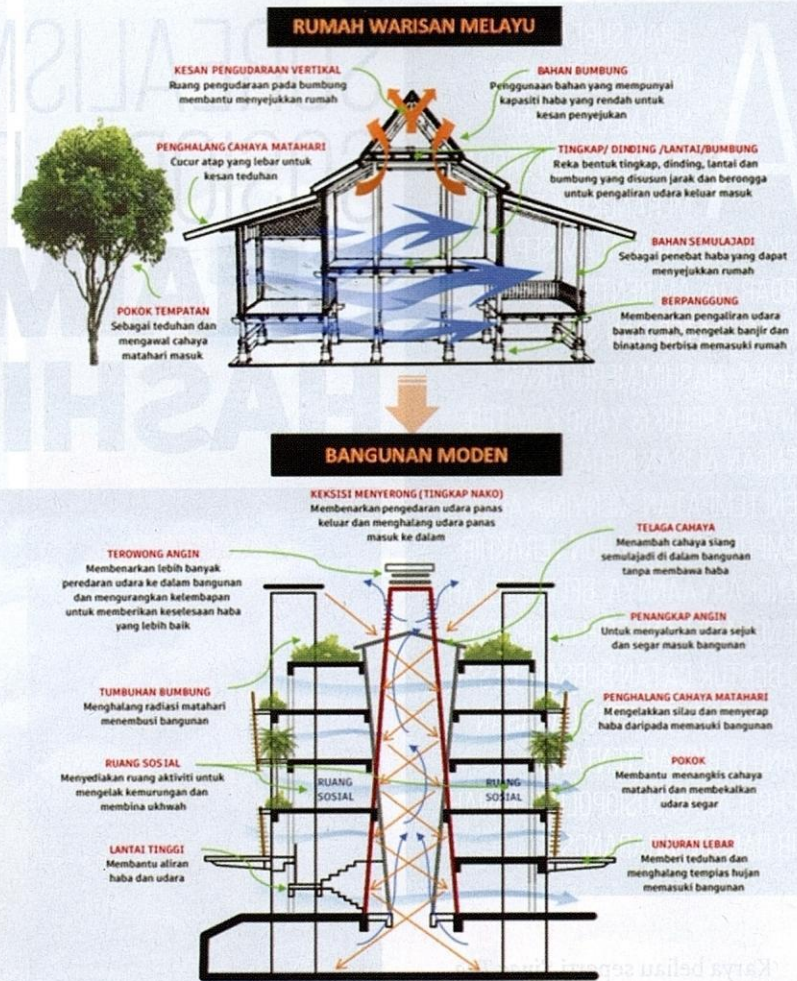 RUMAH WARISAN MELAYU
KESAN PENGUDARAAN VERTIKAL
Ruang pengudaraan pada bumbung
membantu menyejukkan rumah
BAHAN BUMBUNG
Penggunaan bahan yang mempunyai
kapasiti haba yang rendah untuk
kesan penyejukan
PENGHALANG CAHAYA MATAHARI
Cucur atap yang lebar untuk
kesan teduhan
TINGKAP/ DINDING /LANTAI/BUMBUNG
Reka bentuk tingkap, dinding, lantai dan
bumbung yang disusun jarak dan berongga
untuk pengaliran udara keluar masuk
BAHAN SEMULAJADI
Sebagai penebat haba yang dapat
menyejukkan rumah
POKOK TEMPATAN
Sebagai teduhan dan
mengawal cahaya
matahari masuk
BERPANGGUNG
Membenarkan pengaliran udara
bawah rumah, mengelak banjir dan
binatang berbisa memasuki rumah
BANGUNAN MODEN
KEKSISI MENYERONG (TINGKAP NAKO)
Membenarkan pengedaran udara panas
keluar dan menghalang udara panas
masuk ke dalam
TEROWONG ANGIN
Membenarkan lebih banyak
peredaran udara ke dalam bangunan
dan mengurangkan kelembapan
untuk memberikan keselesaan haba
yang lebih baik
TELAGA CAHAYA
Menambah cahaya siang
semulajadi di dalam bangunan
tanpa membawa haba
PENANGKAP ANGIN
Untuk menyalurkan udara sejuk
dan segar masuk bangunan
TUMBUHAN BUMBUNG
Menghalang radiasi matahari
menembusi bangunan
PENGHALANG CAHAYA MATAHARI
Mengelakkan silau dan menyerap
haba daripada memasuki bangunan
RUANG SOSIAL
Menyediakan ruang aktiviti untuk
mengelak kemurungan dan
membina ukhwah
RUANG
SOSIAL
RUANG
SOSIAL
POKOK
Membantu menangkis cahaya
matahari dan membekalkan
udara segar
LANTAI TINGGI
Membantu aliran
haba dan udara
UNJURAN LEBAR
Memberi teduhan dan
menghalang tempias hujan
memasuki bangunan